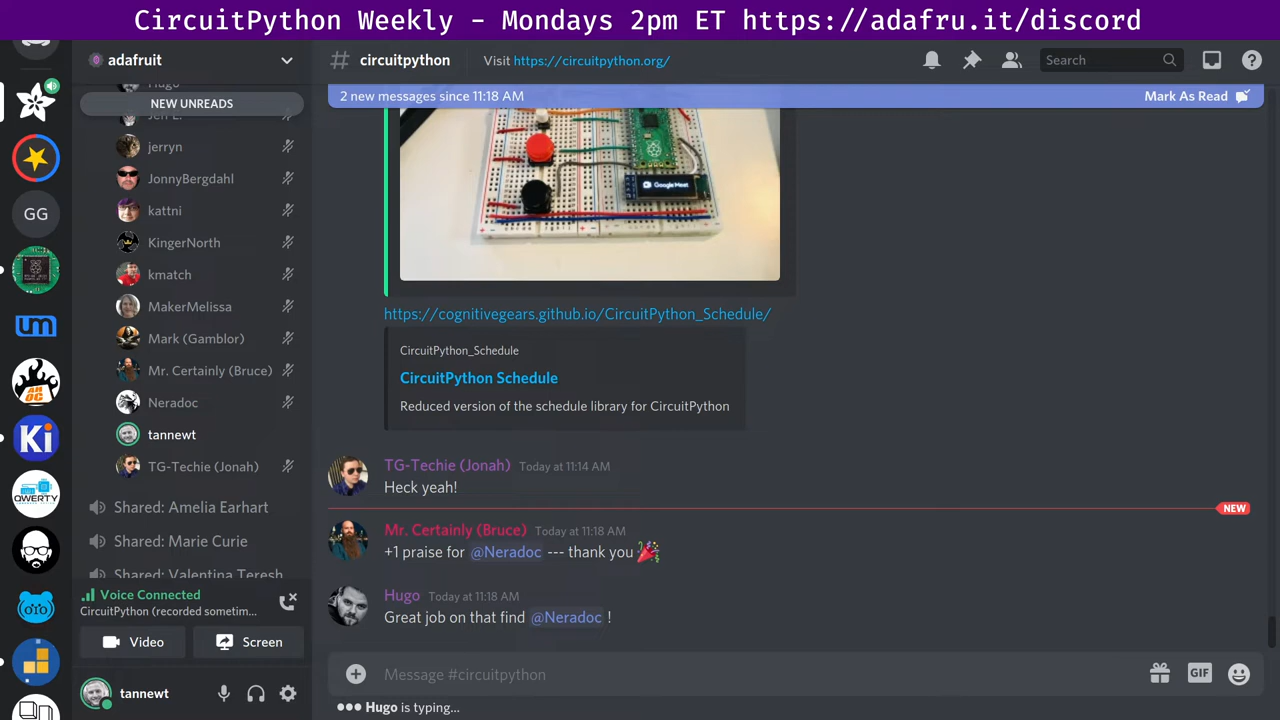 CircuitPython Weekly - Mondays 2pm ET https://adafru.it/discord
adafruit
# circuitpython
Visit https://circuitpython.org/
Search
NEW UNREADS
2 new messages since 11:18 AM
Mark As Read
GG
Ki
QWERTY
jerryn
JonnyBergdahl
kattni
KingerNorth
kmatch
MakerMelissa
Mark (Gamblor)
Mr. Certainly (Bruce)
Neradoc
tannewt
TG-Techie (Jonah)
Shared: Amelia Earhart
Shared: Marie Curie
Voice Connected
CircuitPython (recorded sometim...
Video
Screen
tannewt
Google Meet
https://cognitivegears.github.io/CircuitPython_Schedule/
CircuitPython_Schedule
CircuitPython Schedule
Reduced version of the schedule library for CircuitPython
TG-Techie (Jonah) Today at 11:14 AM
Heck yeah!
NEW
Mr. Certainly (Bruce) Today at 11:18 AM
+1 praise for @Neradoc --- thank you
Hugo Today at 11:18 AM
Great job on that find @Neradoc !
Message #circuitpython
GIF
Hugo is typing...